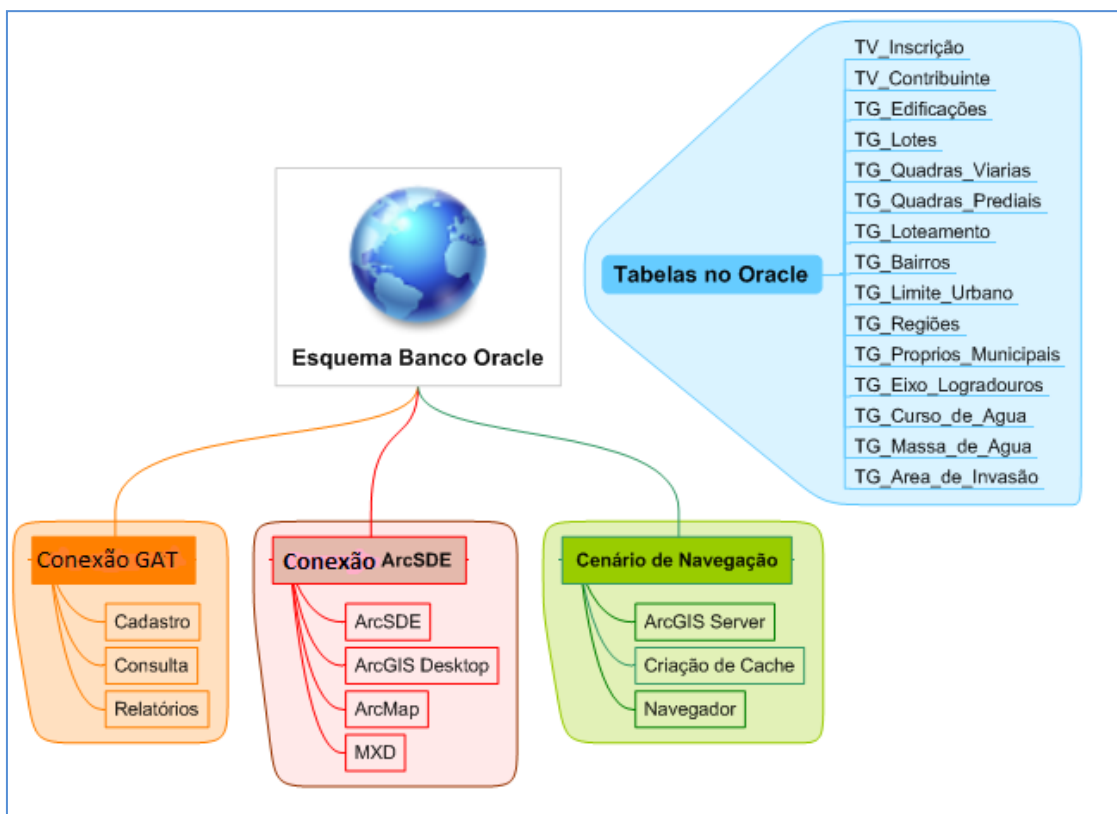 Esquema Banco Oracle
Tabelas no Oracle
TV_Inscrição
TV_Contribuinte
TG_Edificações
TG_Lotes
TG_Quadras_Viarias
TG_Quadras_Prediais
TG_Loteamento
TG_Bairros
TG_Limite_Urbano
TG_Regiões
TG_Proprios_Municipais
TG_Eixo_Logradouros
TG_Curso_de_Agua
TG_Massa_de_Agua
TG_Area_de_Invasão
Conexão GAT
Cadastro
Consulta
Relatórios
Conexão ArcSDE
ArcSDE
ArcGIS Desktop
ArcMap
MXD
Cenário de Navegação
ArcGIS Server
Criação de Cache
Navegador